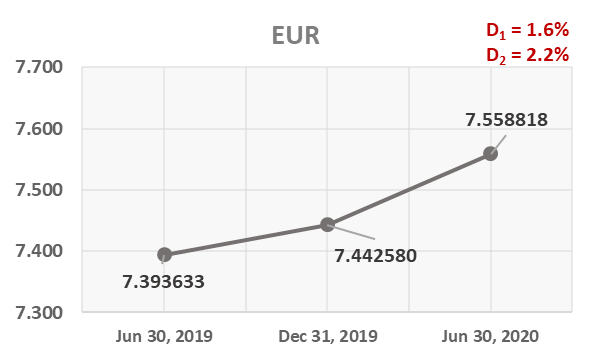 EUR
D₁ = 1.6%
D₂ = 2.2%
7.700
7.600
7.500
7.400
7.300
7.558818
7.442580
7.393633
Jun 30, 2019
Dec 31, 2019
Jun 30, 2020